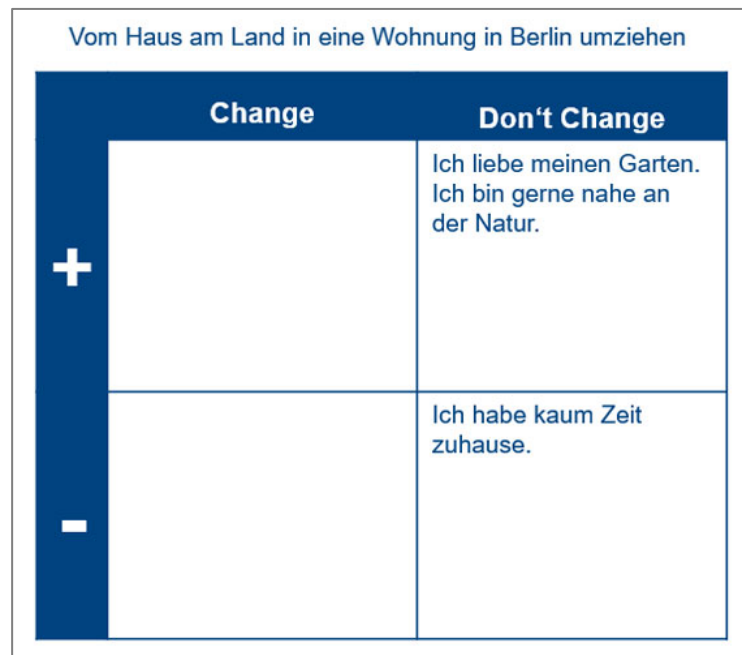 Vom Haus am Land in eine Wohnung in Berlin umziehen
Change
Don‘t Change
+
Ich liebe meinen Garten.
Ich bin gerne nahe an
der Natur.
-
Ich habe kaum Zeit
zuhause.